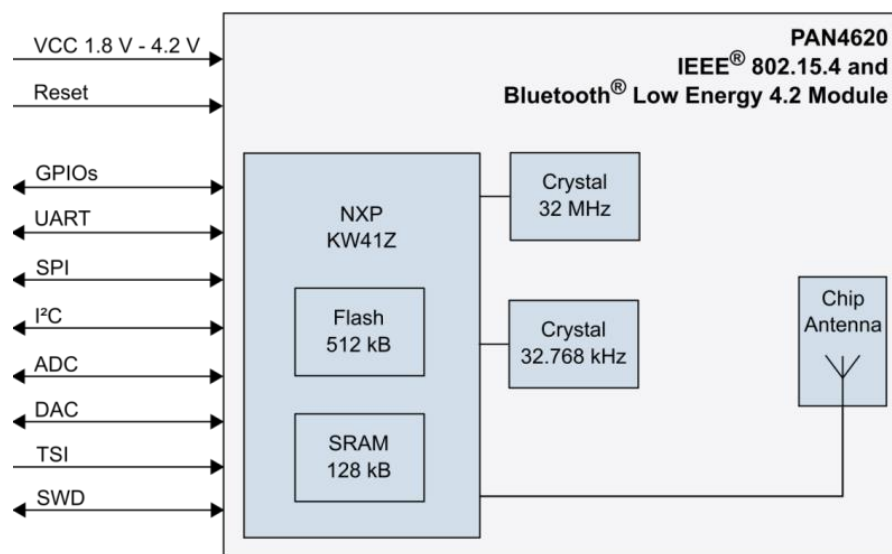 PAN4620
IEEE® 802.15.4 and
Bluetooth® Low Energy 4.2 Module
VCC 1.8 V - 4.2 V
Reset
GPIOs
UART
SPI
I²C
ADC
DAC
TSI
SWD
NXP
KW41Z
Flash
512 kB
SRAM
128 kB
Crystal
32 MHz
Crystal
32.768 kHz
Chip
Antenna